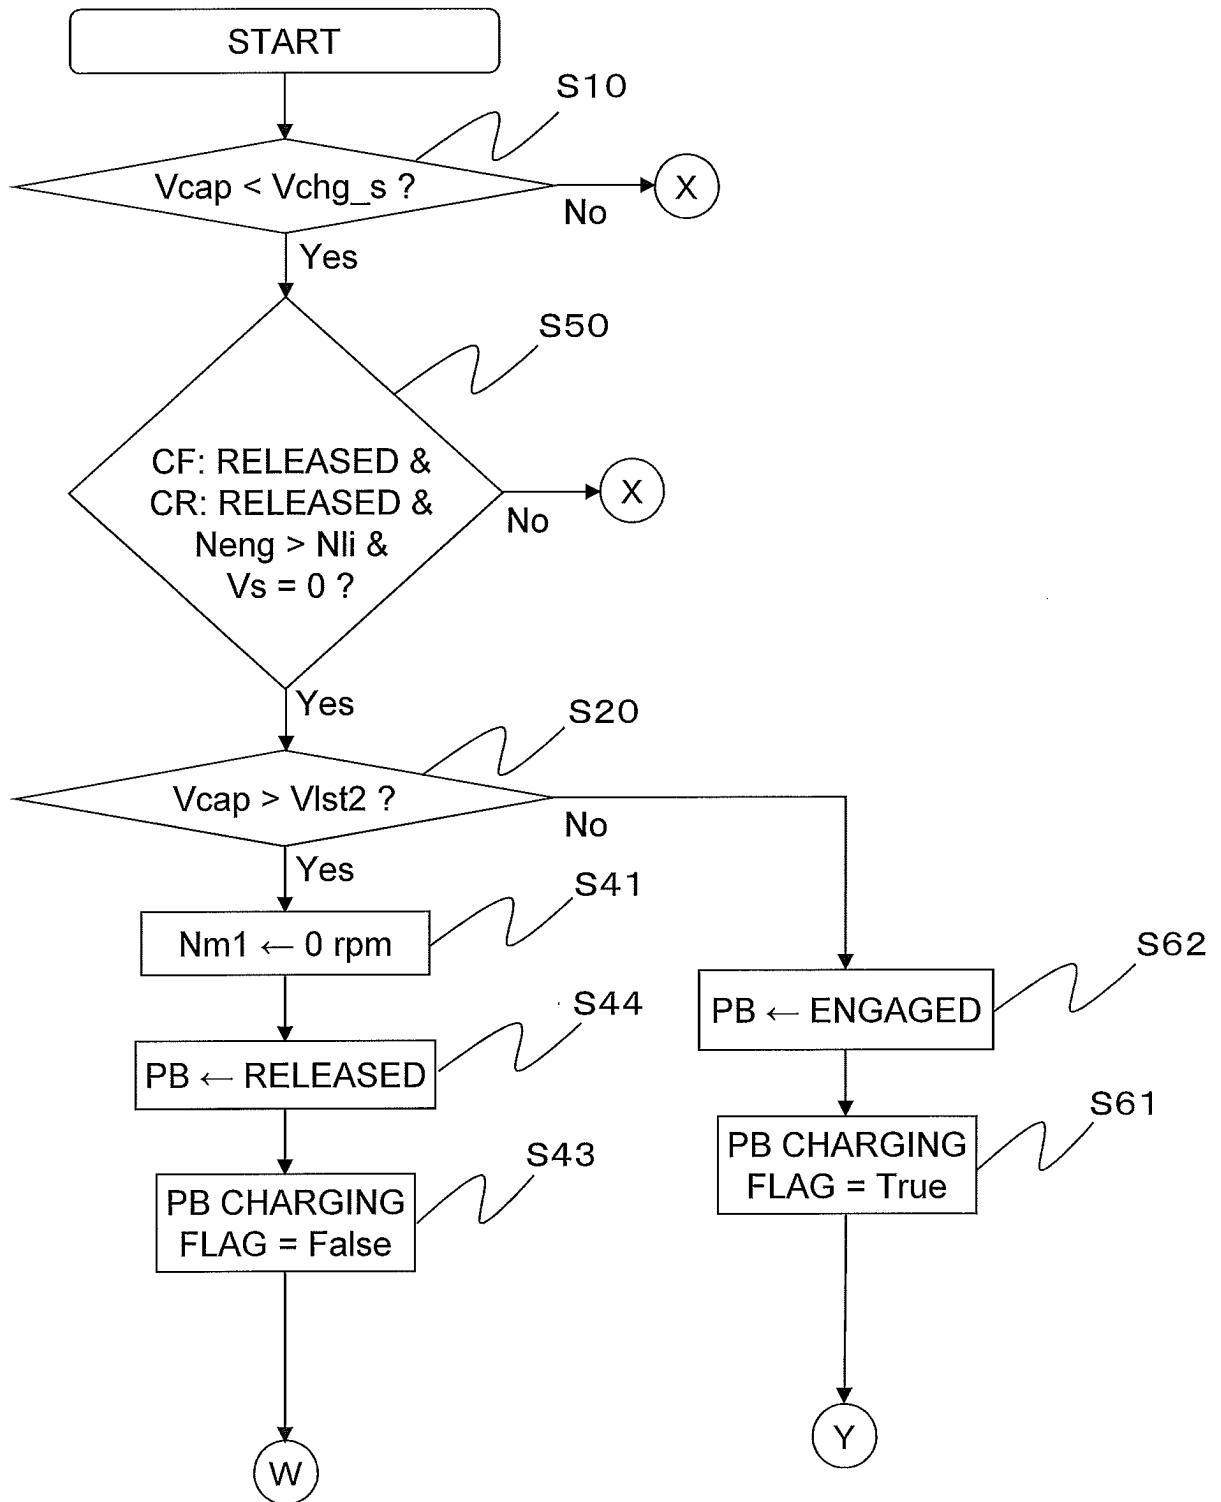 START
S10
Vcap < Vchg_s ?
X
No
Yes
S50
CF: RELEASED &
CR: RELEASED &
Neng > Nli &
Vs = 0 ?
X
No
Yes
S20
Vcap > Vlst2 ?
No
Yes
S41
Nm1 ← 0 rpm
S62
PB ← ENGAGED
S44
PB ← RELEASED
S61
PB CHARGING
FLAG = True
S43
PB CHARGING
FLAG = False
Y
W